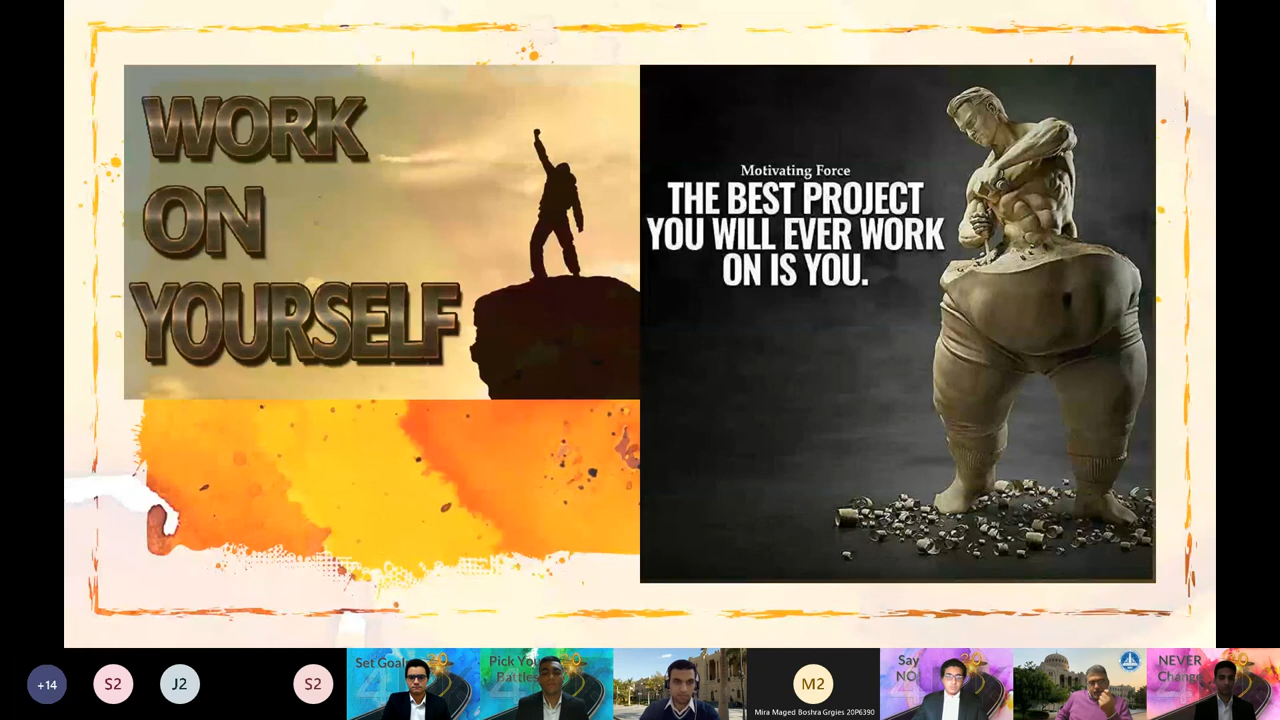 WORK
ON
YOURSELF
Motivating Force
THE BEST PROJECT
YOU WILL EVER WORK
ON IS YOU.
+14
S2
J2
S2
Set Goal
Pick You
Battles
M2
Mira Maged Boshra Grgies 20P6390
Say
NO
NEVER
Change